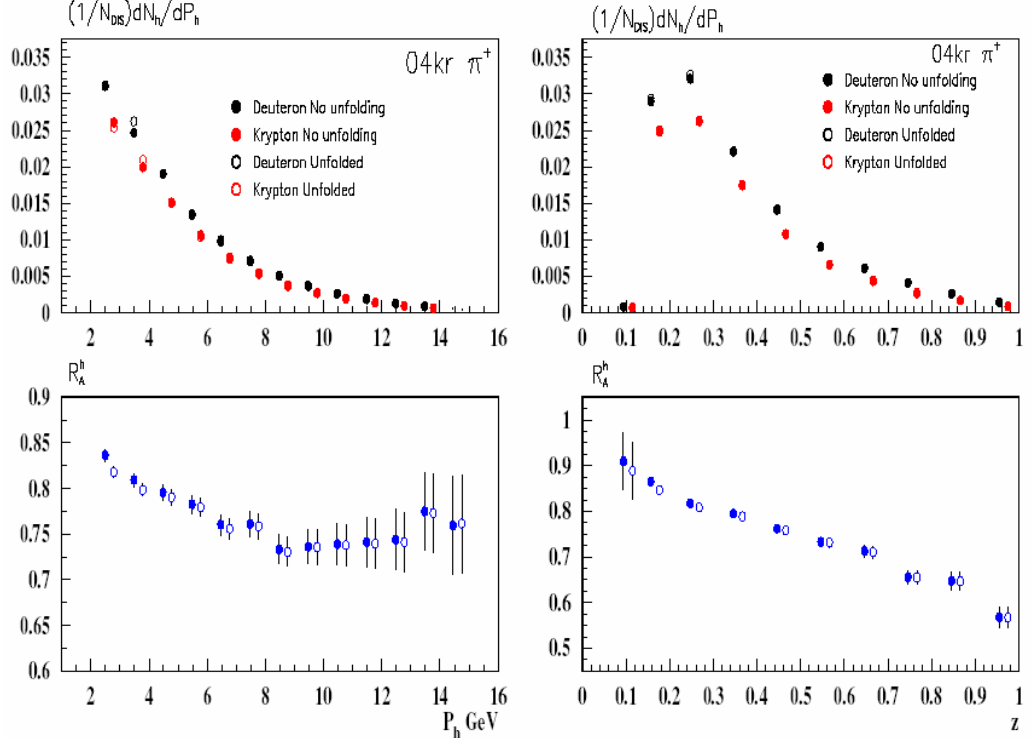 (1/N_DIS)dN_h/dP_h
04kr π⁺
Deuteron No unfolding
Krypton No unfolding
Deuteron Unfolded
Krypton Unfolded
0.035
0.03
0.025
0.02
0.015
0.01
0.005
0
2 4 6 8 10 12 14 16
(1/N_DIS)dN_h/dP_h
04kr π⁺
Deuteron No unfolding
Krypton No unfolding
Deuteron Unfolded
Krypton Unfolded
0.035
0.03
0.025
0.02
0.015
0.01
0.005
0
0 0.1 0.2 0.3 0.4 0.5 0.6 0.7 0.8 0.9 1
R_A^h
0.9
0.85
0.8
0.75
0.7
0.65
0.6
2 4 6 8 10 12 14 16
P_h GeV
R_A^h
1
0.9
0.8
0.7
0.6
0.5
0 0.1 0.2 0.3 0.4 0.5 0.6 0.7 0.8 0.9 1
z